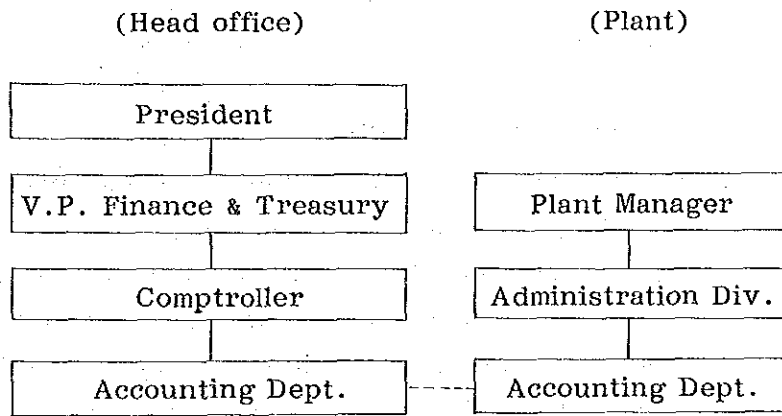 (Head office) (Plant)
President
V.P. Finance & Treasury Plant Manager
Comptroller Administration Div.
Accounting Dept. Accounting Dept.